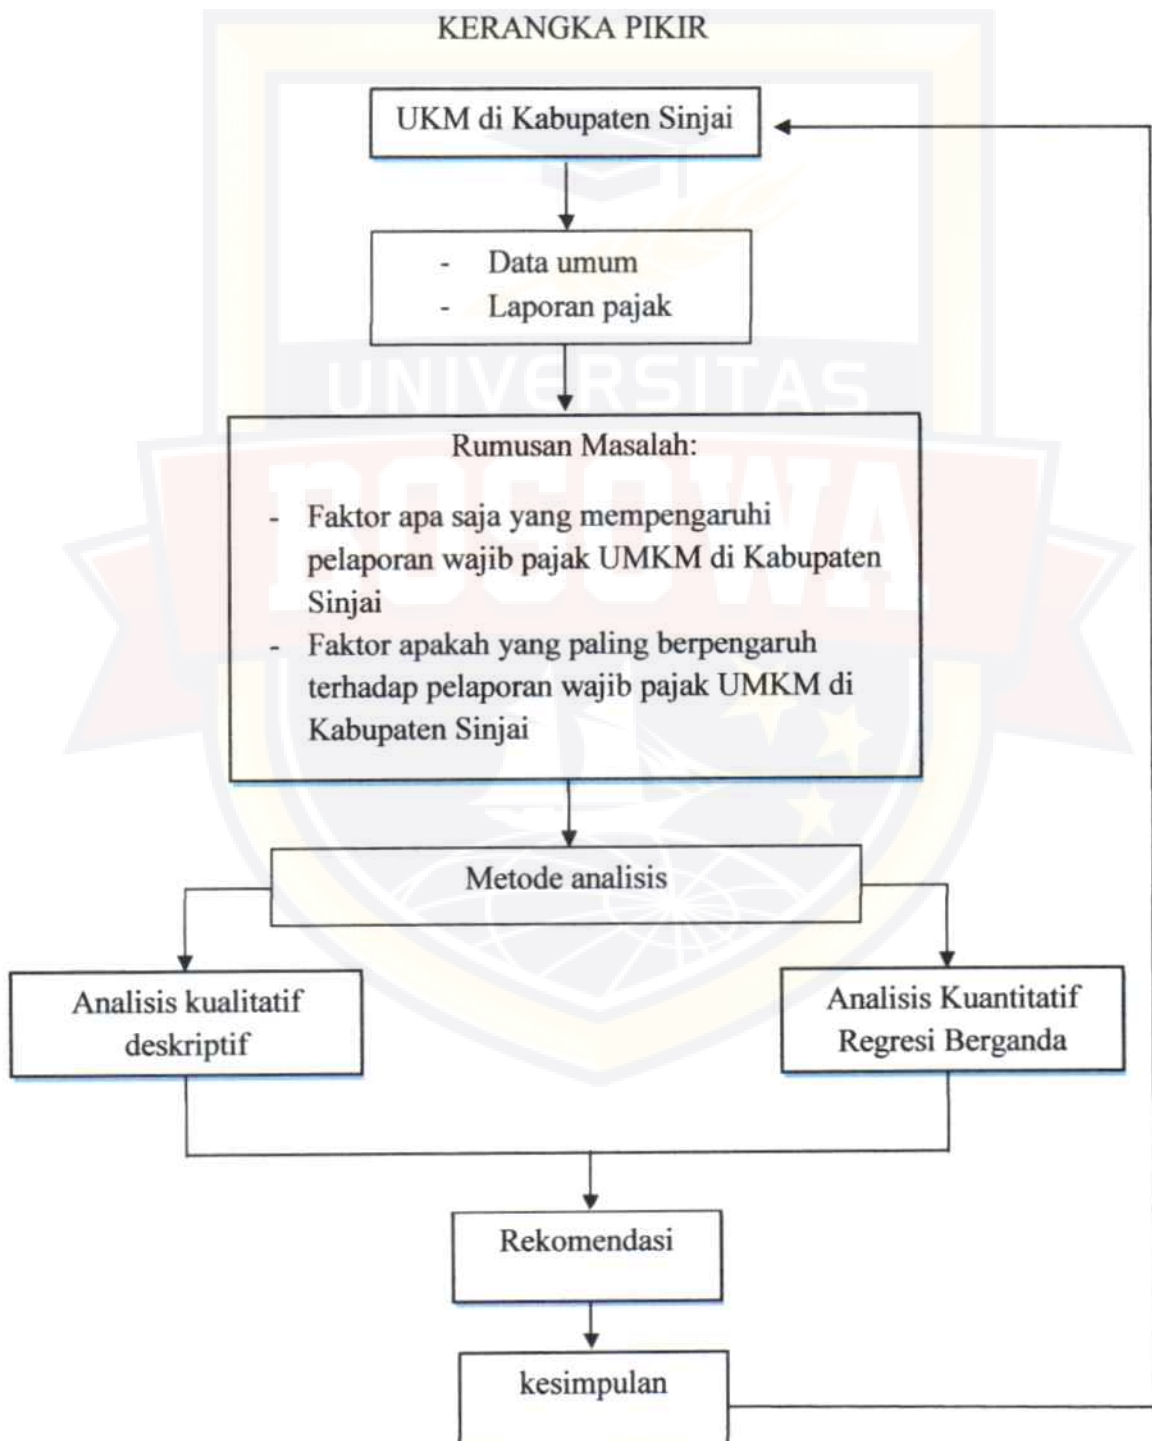 KERANGKA PIKIR
UKM di Kabupaten Sinjai
- Data umum
- Laporan pajak
UNIVERSITAS
BOSOWA
Rumusan Masalah:
- Faktor apa saja yang mempengaruhi
pelaporan wajib pajak UMKM di Kabupaten
Sinjai
- Faktor apakah yang paling berpengaruh
terhadap pelaporan wajib pajak UMKM di
Kabupaten Sinjai
Metode analisis
Analisis kualitatif
deskriptif
Analisis Kuantitatif
Regresi Berganda
Rekomendasi
kesimpulan